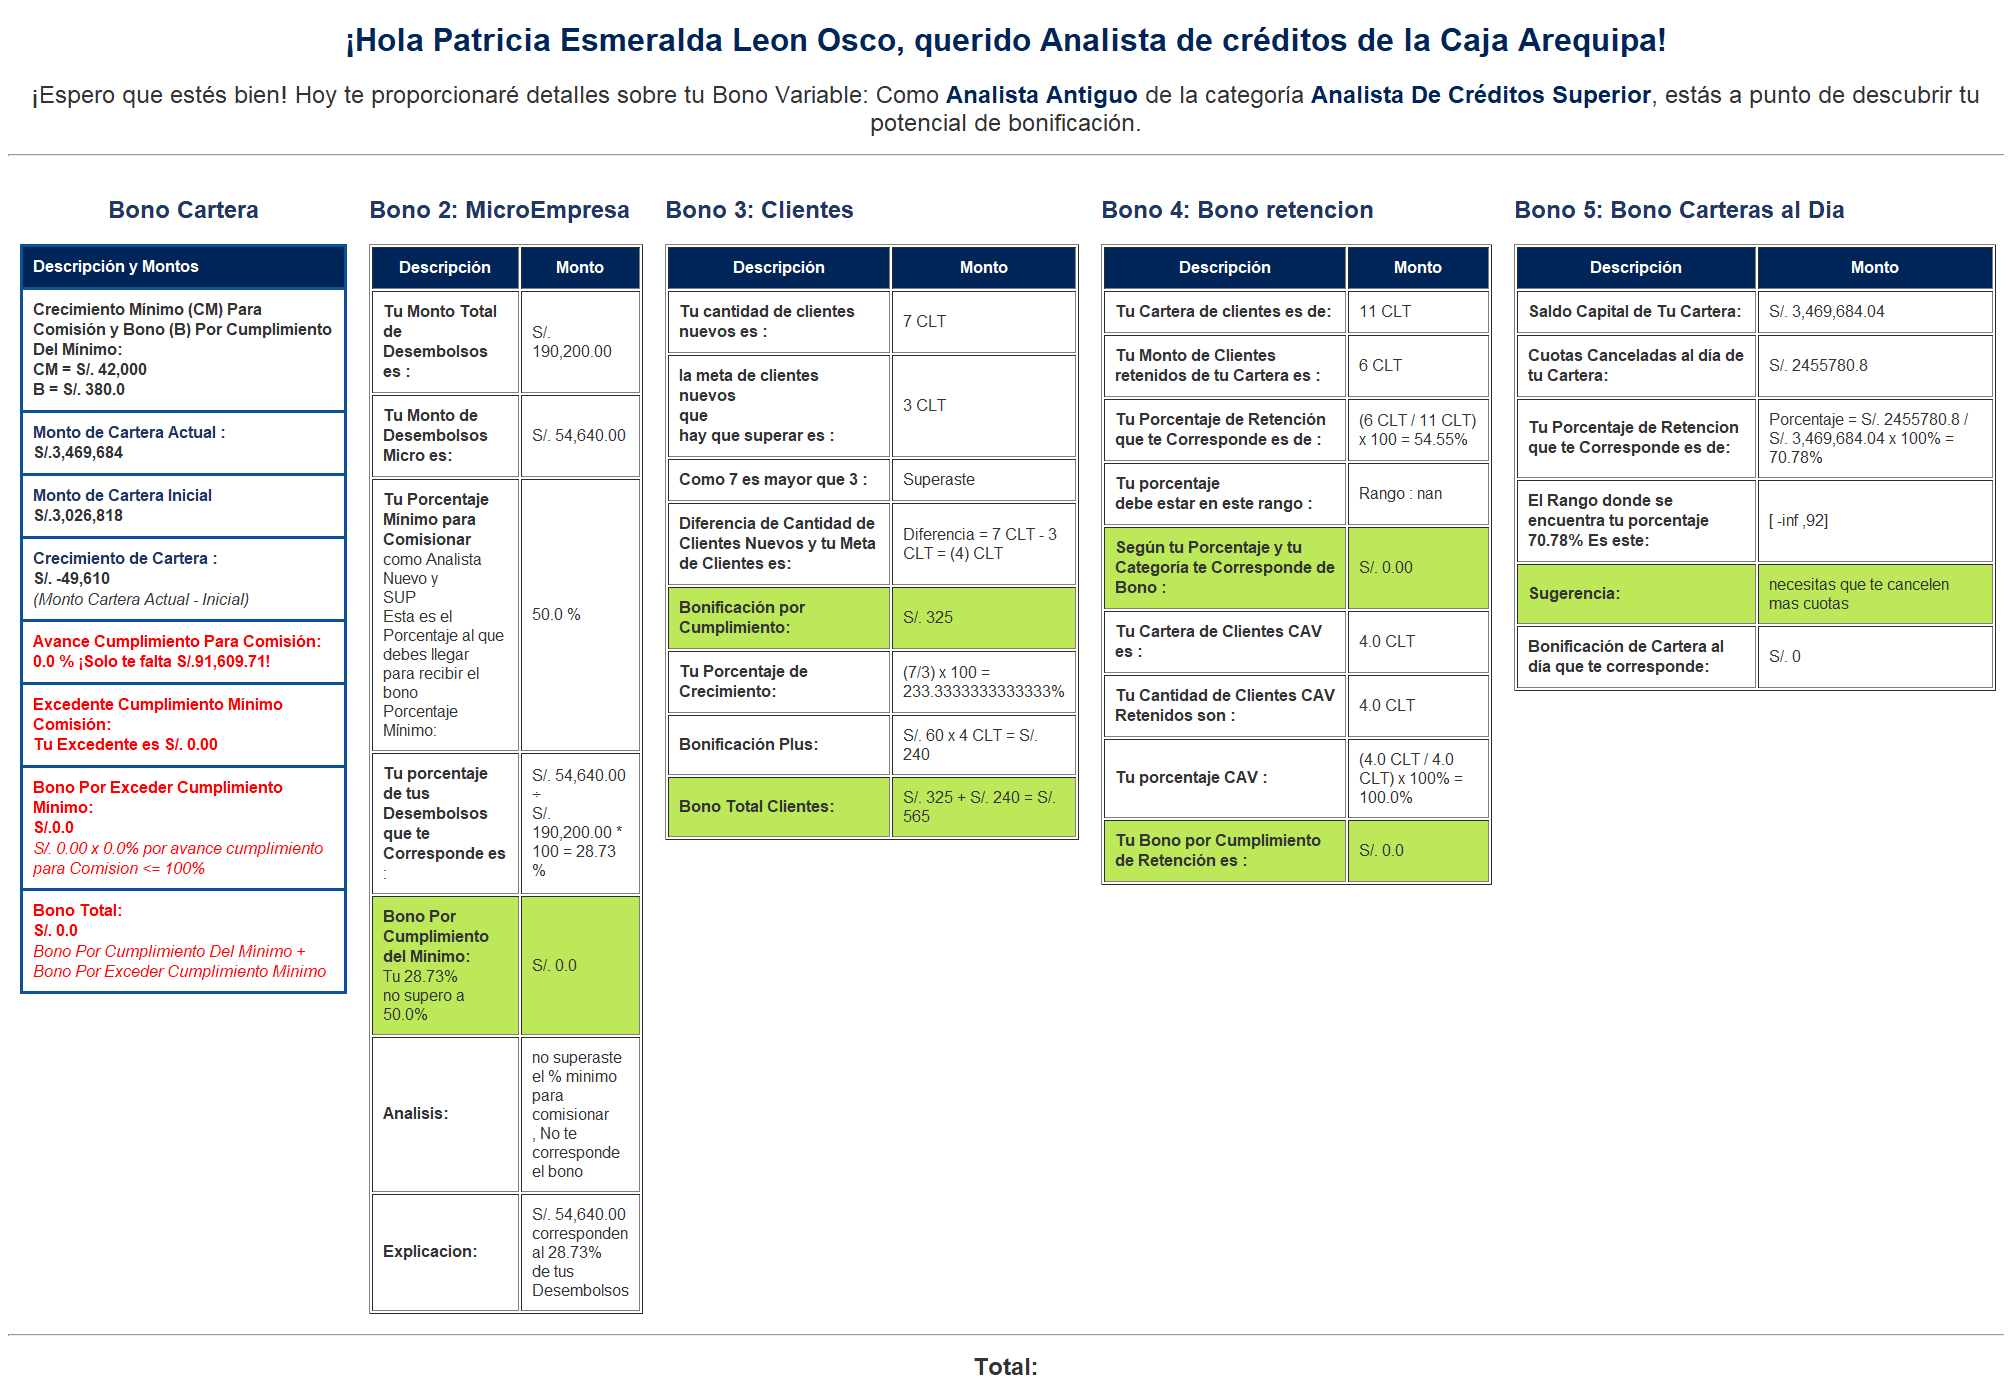 ¡Hola Patricia Esmeralda Leon Osco, querido Analista de créditos de la Caja Arequipa!
¡Espero que estés bien! Hoy te proporcionaré detalles sobre tu Bono Variable: Como Analista Antiguo de la categoría Analista De Créditos Superior, estás a punto de descubrir tu
potencial de bonificación.
Bono Cartera
Descripción y Montos
Crecimiento Mínimo (CM) Para
Comisión y Bono (B) Por Cumplimiento
Del Mínimo:
CM = S/. 42,000
B = S/. 380.0
Monto de Cartera Actual :
S/.3,469,684
Monto de Cartera Inicial
S/.3,026,818
Crecimiento de Cartera :
S/. -49,610
(Monto Cartera Actual - Inicial)
Avance Cumplimiento Para Comisión:
0.0 % ¡Solo te falta S/.91,609.71!
Excedente Cumplimiento Mínimo
Comisión:
Tu Excedente es S/. 0.00
Bono Por Exceder Cumplimiento
Mínimo:
S/.0.0
S/. 0.00 x 0.0% por avance cumplimiento
para Comision <= 100%
Bono Total:
S/. 0.0
Bono Por Cumplimiento Del Mínimo +
Bono Por Exceder Cumplimiento Mínimo
Bono 2: MicroEmpresa
Descripción
Monto
Tu Monto Total
de
Desembolsos
es :
S/.
190,200.00
Tu Monto de
Desembolsos
Micro es:
S/. 54,640.00
Tu Porcentaje
Mínimo para
Comisionar
como Analista
Nuevo y
SUP
Esta es el
Porcentaje al que
debes llegar
para recibir el
bono
Porcentaje
Mínimo:
50.0 %
Tu porcentaje
de tus
Desembolsos
que te
Corresponde es
:
S/. 54,640.00
÷
S/.
190,200.00 *
100 = 28.73
%
Bono Por
Cumplimiento
del Mínimo:
Tu 28.73%
no supero a
50.0%
S/. 0.0
Analisis:
no superaste
el % minimo
para
comisionar
, No te
corresponde
el bono
Explicacion:
S/. 54,640.00
corresponden
al 28.73%
de tus
Desembolsos
Bono 3: Clientes
Descripción
Monto
Tu cantidad de clientes
nuevos es :
7 CLT
la meta de clientes
nuevos
que
hay que superar es :
3 CLT
Como 7 es mayor que 3 :
Superaste
Diferencia de Cantidad de
Clientes Nuevos y tu Meta
de Clientes es:
Diferencia = 7 CLT - 3
CLT = (4) CLT
Bonificación por
Cumplimiento:
S/. 325
Tu Porcentaje de
Crecimiento:
(7/3) x 100 =
233.3333333333333%
Bonificación Plus:
S/. 60 x 4 CLT = S/.
240
Bono Total Clientes:
S/. 325 + S/. 240 = S/.
565
Bono 4: Bono retencion
Descripción
Monto
Tu Cartera de clientes es de:
11 CLT
Tu Monto de Clientes
retenidos de tu Cartera es :
6 CLT
Tu Porcentaje de Retención
que te Corresponde es de :
(6 CLT / 11 CLT)
x 100 = 54.55%
Tu porcentaje
debe estar en este rango :
Rango : nan
Según tu Porcentaje y tu
Categoría te Corresponde de
Bono :
S/. 0.00
Tu Cartera de Clientes CAV
es :
4.0 CLT
Tu Cantidad de Clientes CAV
Retenidos son :
4.0 CLT
Tu porcentaje CAV :
(4.0 CLT / 4.0
CLT) x 100% =
100.0%
Tu Bono por Cumplimiento
de Retención es :
S/. 0.0
Bono 5: Bono Carteras al Dia
Descripción
Monto
Saldo Capital de Tu Cartera:
S/. 3,469,684.04
Cuotas Canceladas al día de
tu Cartera:
S/. 2455780.8
Tu Porcentaje de Retencion
que te Corresponde es de:
Porcentaje = S/. 2455780.8 /
S/. 3,469,684.04 x 100% =
70.78%
El Rango donde se
encuentra tu porcentaje
70.78% Es este:
[ -inf ,92]
Sugerencia:
necesitas que te cancelen
mas cuotas
Bonificación de Cartera al
día que te corresponde:
S/. 0
Total: